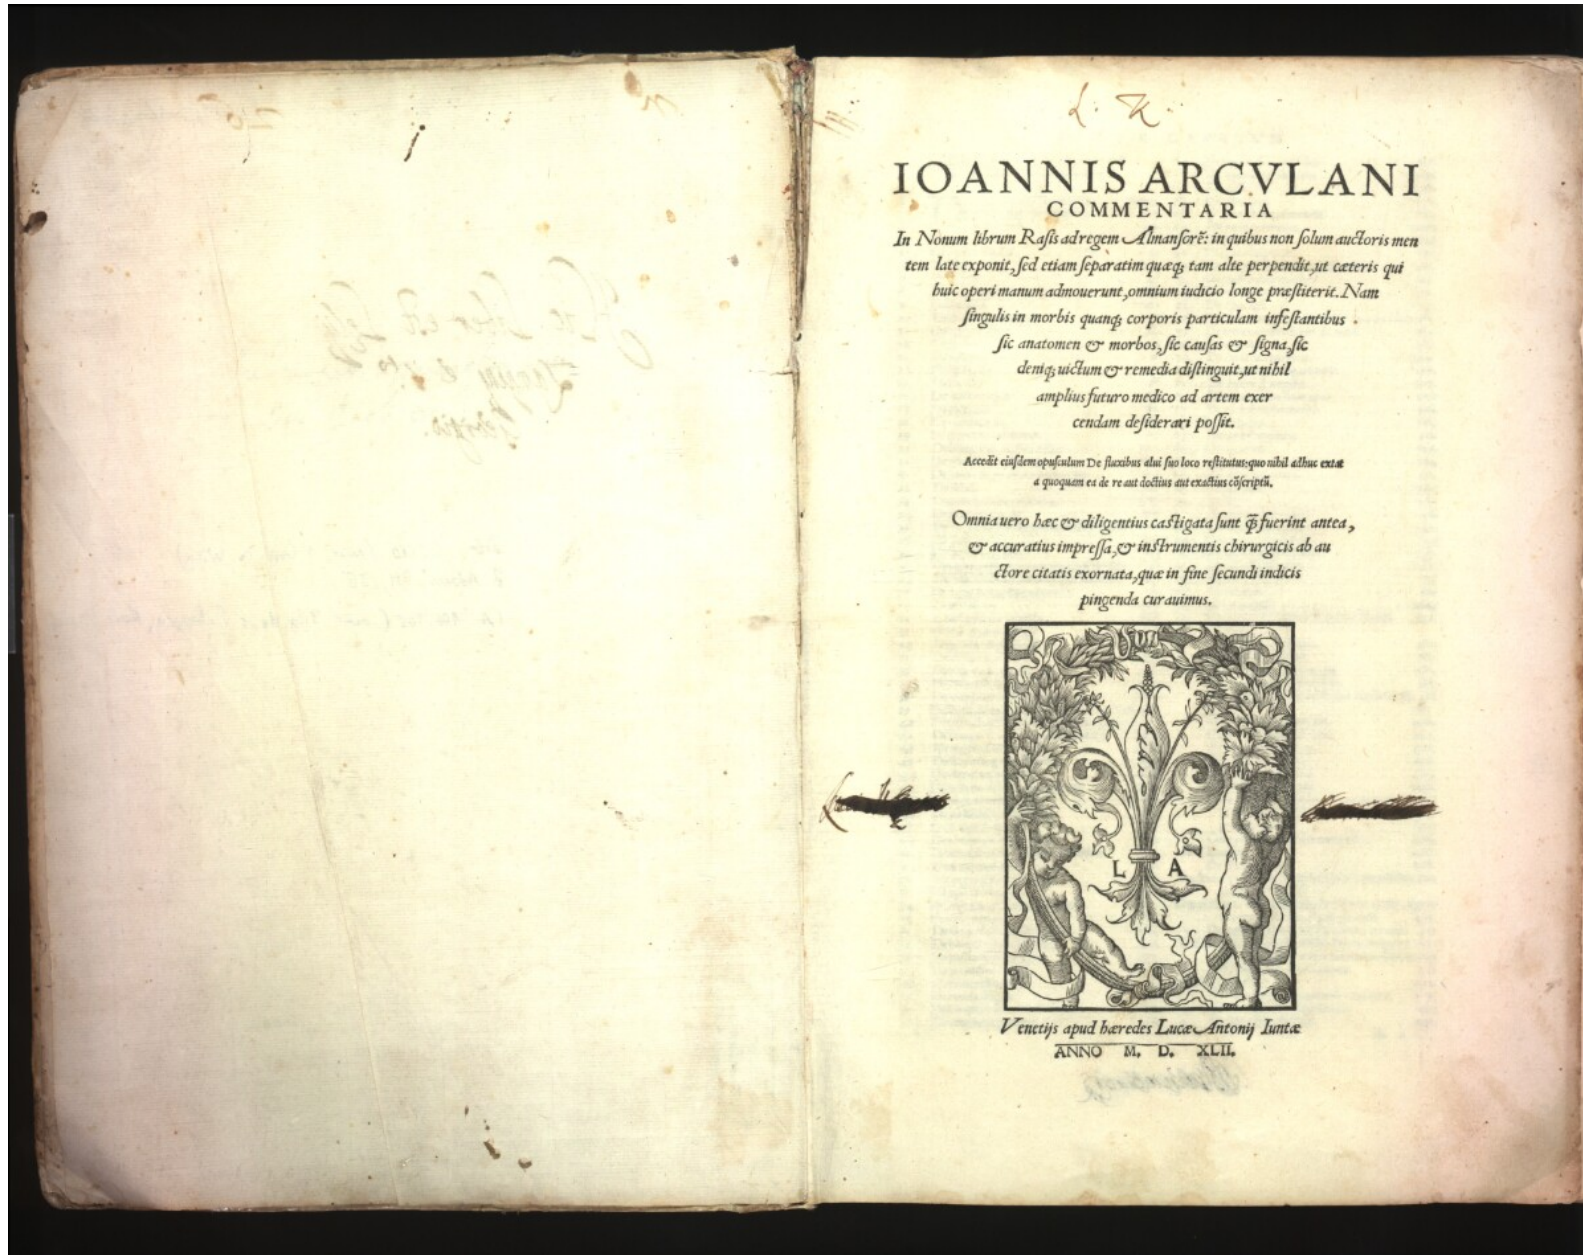 L. K.
IOANNIS ARCVLANI
COMMENTARIA
In Nonum librum Rasis ad regem Almansorẽ: in quibus non solum auctoris men
tem late exponit, sed etiam separatim quæq; tam alte perpendit, ut cæteris qui
huic operi manum admouerunt, omnium iudicio longe præstiterit. Nam
singulis in morbis quanq; corporis particulam infestantibus
sic anatomen & morbos, sic causas & signa, sic
deniq; uictum & remedia distinguit, ut nihil
amplius futuro medico ad artem exer
cendam desiderari possit.
Accedit eiusdem opusculum De fluxibus alui suo loco restitutus: quo nihil adhuc extat
a quoquam ea de re aut doctius aut exactius cõscriptũ.
Omnia uero hæc & diligentius castigata sunt q̃ fuerint antea,
& accuratius impressa, & instrumentis chirurgicis ab au
ctore citatis exornata, quæ in fine secundi indicis
pingenda curauimus.
L A
Venetijs apud hæredes Lucæ Antonij Iuntæ
ANNO M. D. XLII.